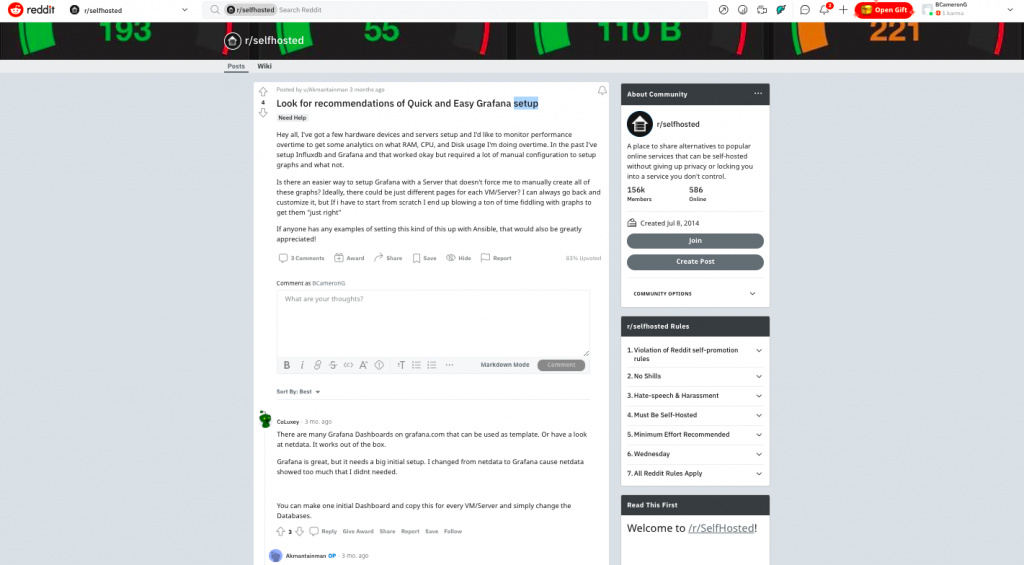 reddit
r/selfhosted
r/selfhosted Search Reddit
2
Open Gift
BCameronG
1 karma
193
55
110 B
221
r/selfhosted
Posts Wiki
Posted by u/Akmantainman 3 months ago
4
Look for recommendations of Quick and Easy Grafana setup
Need Help
Hey all, I've got a few hardware devices and servers setup and I'd like to monitor performance
overtime to get some analytics on what RAM, CPU, and Disk usage I'm doing overtime. In the past I've
setup Influxdb and Grafana and that worked okay but required a lot of manual configuration to setup
graphs and what not.
Is there an easier way to setup Grafana with a Server that doesn't force me to manually create all of
these graphs? Ideally, there could be just different pages for each VM/Server? I can always go back and
customize it, but If i have to start from scratch I end up blowing a ton of time fiddling with graphs to
get them "just right"
If anyone has any examples of setting this kind of this up with Ansible, that would also be greatly
appreciated!
3 Comments Award Share Save Hide Report 83% Upvoted
Comment as BCameronG
What are your thoughts?
B i Markdown Mode Comment
Sort By: Best
CoLuxey · 3 mo. ago
There are many Grafana Dashboards on grafana.com that can be used as template. Or have a look
at netdata. It works out of the box.
Grafana is great, but it needs a big initial setup. I changed from netdata to Grafana cause netdata
showed too much that I didnt needed.
You can make one initial Dashboard and copy this for every VM/Server and simply change the
Databases.
3 Reply Give Award Share Report Save Follow
Akmantainman OP · 3 mo. ago
About Community
r/selfhosted
A place to share alternatives to popular
online services that can be self-hosted
without giving up privacy or locking you
into a service you don't control.
156k 586
Members Online
Created Jul 8, 2014
Join
Create Post
COMMUNITY OPTIONS
r/selfhosted Rules
1. Violation of Reddit self-promotion
rules
2. No Shills
3. Hate-speech & Harassment
4. Must Be Self-Hosted
5. Minimum Effort Recommended
6. Wednesday
7. All Reddit Rules Apply
Read This First
Welcome to /r/SelfHosted!